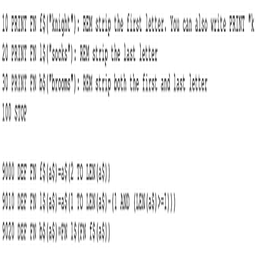 10 PRINT FN f$("knight"): REM strip the first letter. You can also write PRINT "k
20 PRINT FN l$("socks"): REM strip the last letter
30 PRINT FN b$("brooms"): REM strip both the first and last letter
100 STOP
9000 DEF FN f$(a$)=a$(2 TO LEN(a$))
9010 DEF FN l$(a$)=a$(1 TO LEN(a$)-(1 AND (LEN(a$)>=1)))
9020 DEF FN b$(a$)=FN l$(FN f$(a$))